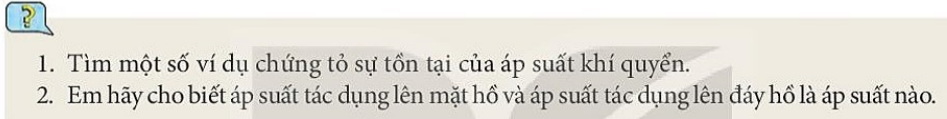 ?
1. Tìm một số ví dụ chứng tỏ sự tồn tại của áp suất khí quyển.
2. Em hãy cho biết áp suất tác dụng lên mặt hồ và áp suất tác dụng lên đáy hồ là áp suất nào.